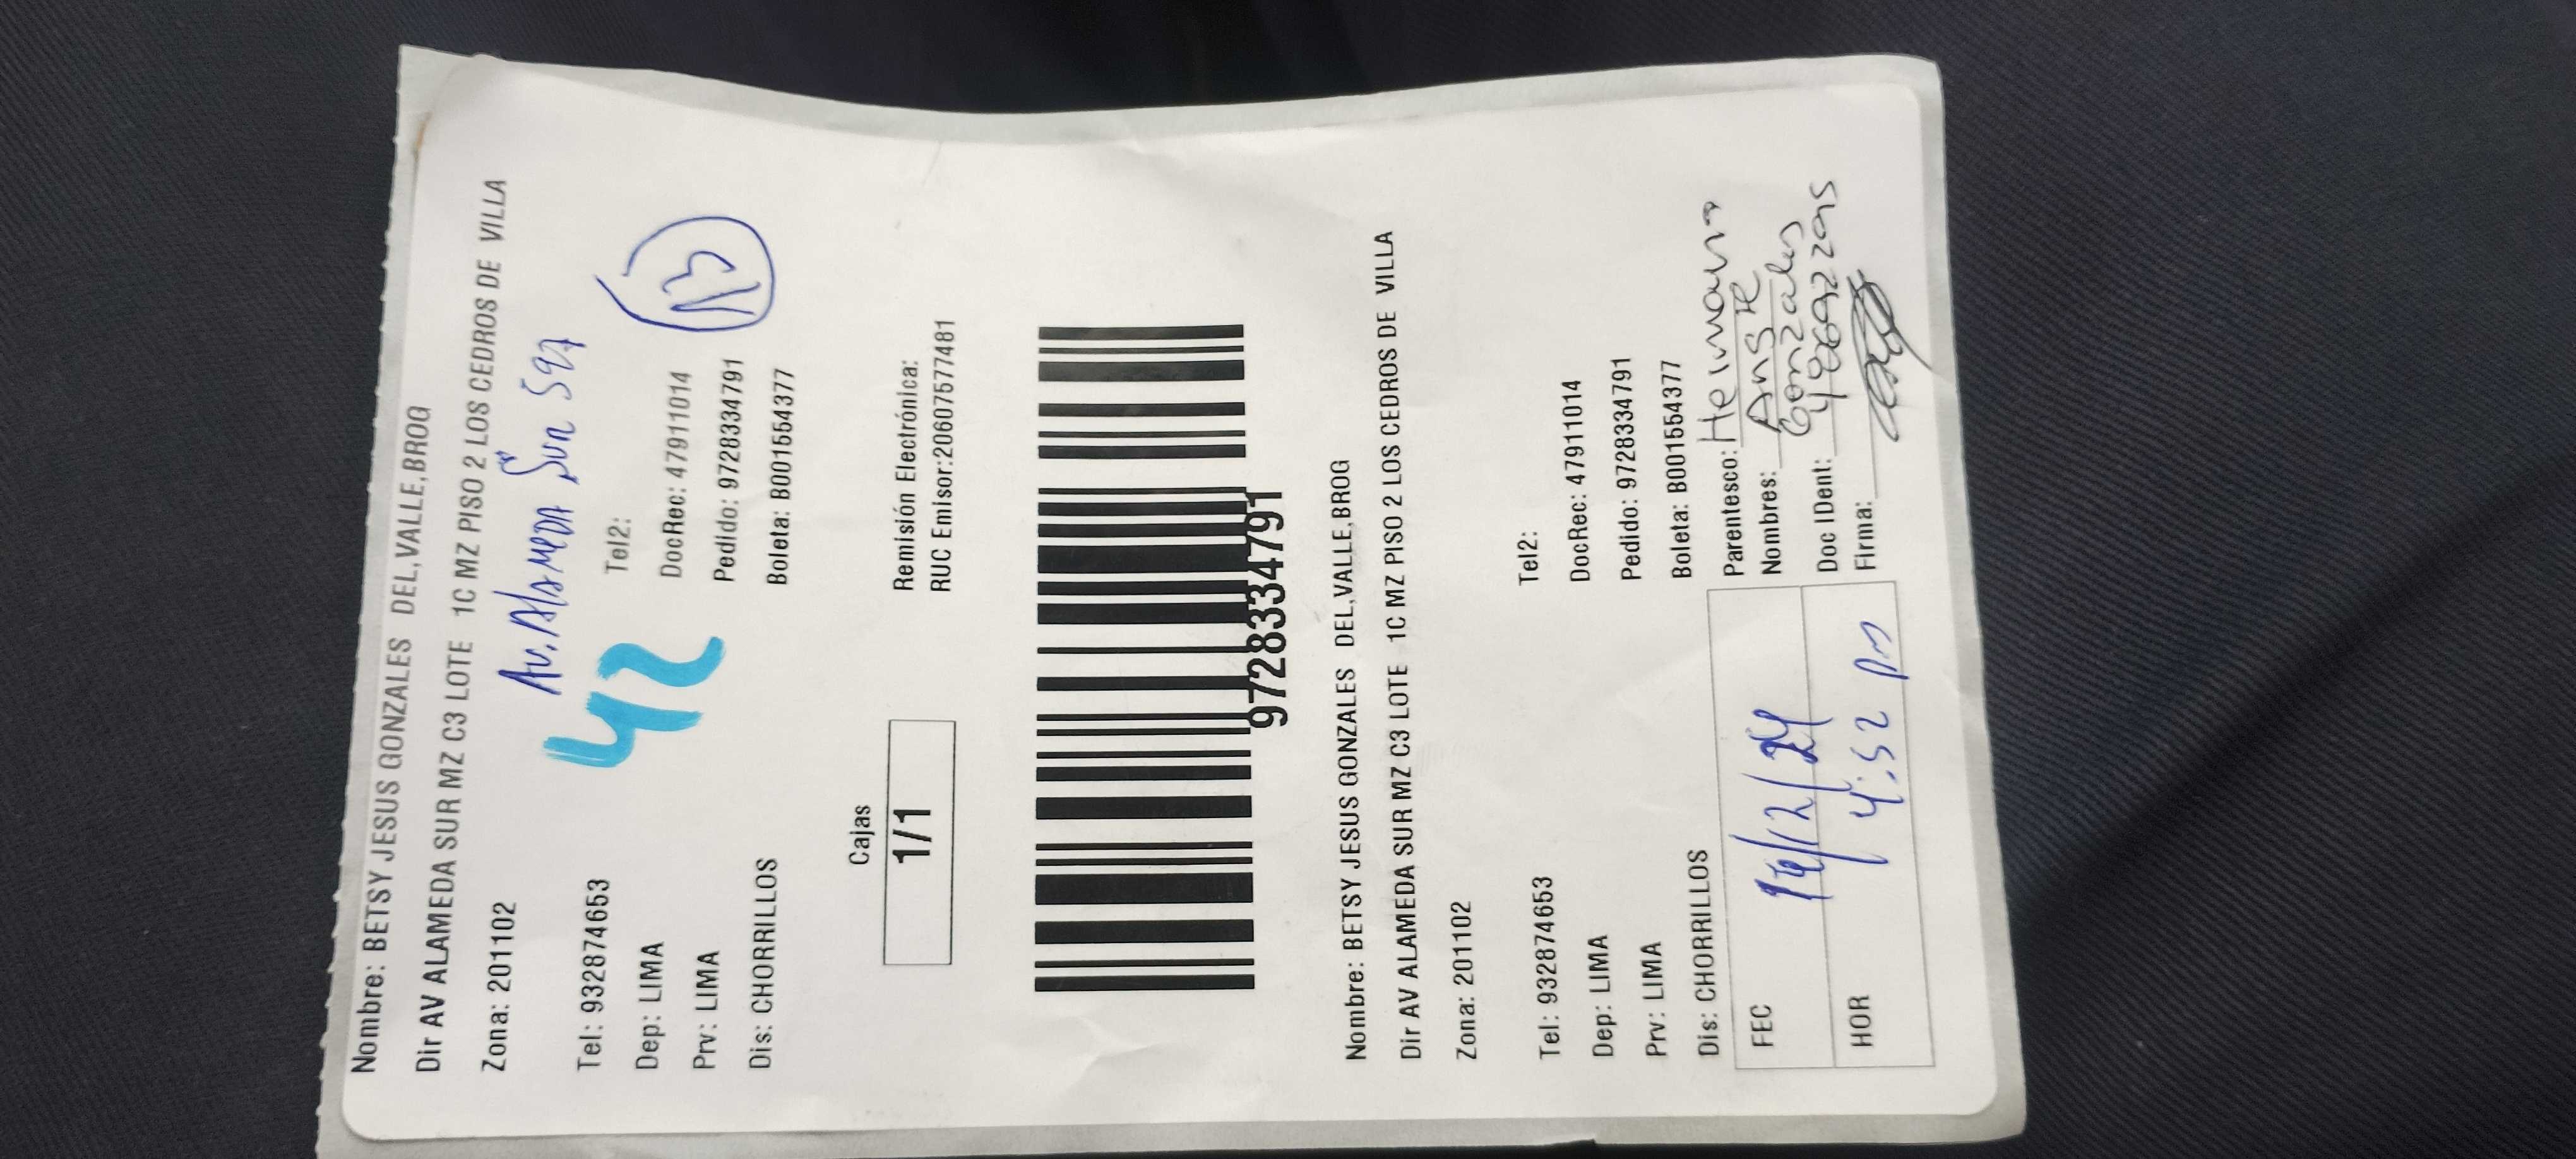 Nombre: BETSY JESUS GONZALES DEL,VALLE,BROG
Dir AV ALAMEDA SUR MZ C3 LOTE 1C MZ PISO 2 LOS CEDROS DE VILLA
Zona: 201102
Av. Alameda Sur 597
Tel: 932874653
Tel2:
42
13
Dep: LIMA
DocRec: 47911014
Prv: LIMA
Pedido: 9728334791
Dis: CHORRILLOS
Boleta: B001554377
Cajas
1/1
Remisión Electrónica:
RUC Emisor:20607577481
9728334791
Nombre: BETSY JESUS GONZALES DEL,VALLE,BROG
Dir AV ALAMEDA SUR MZ C3 LOTE 1C MZ PISO 2 LOS CEDROS DE VILLA
Zona: 201102
Tel: 932874653
Tel2:
Dep: LIMA
DocRec: 47911014
Prv: LIMA
Pedido: 9728334791
Dis: CHORRILLOS
Boleta: B001554377
FEC
/12/24
Parentesco: Hermano
Nombres:
Gonzales
HOR 4:52 pm
Doc IDent:
Firma: